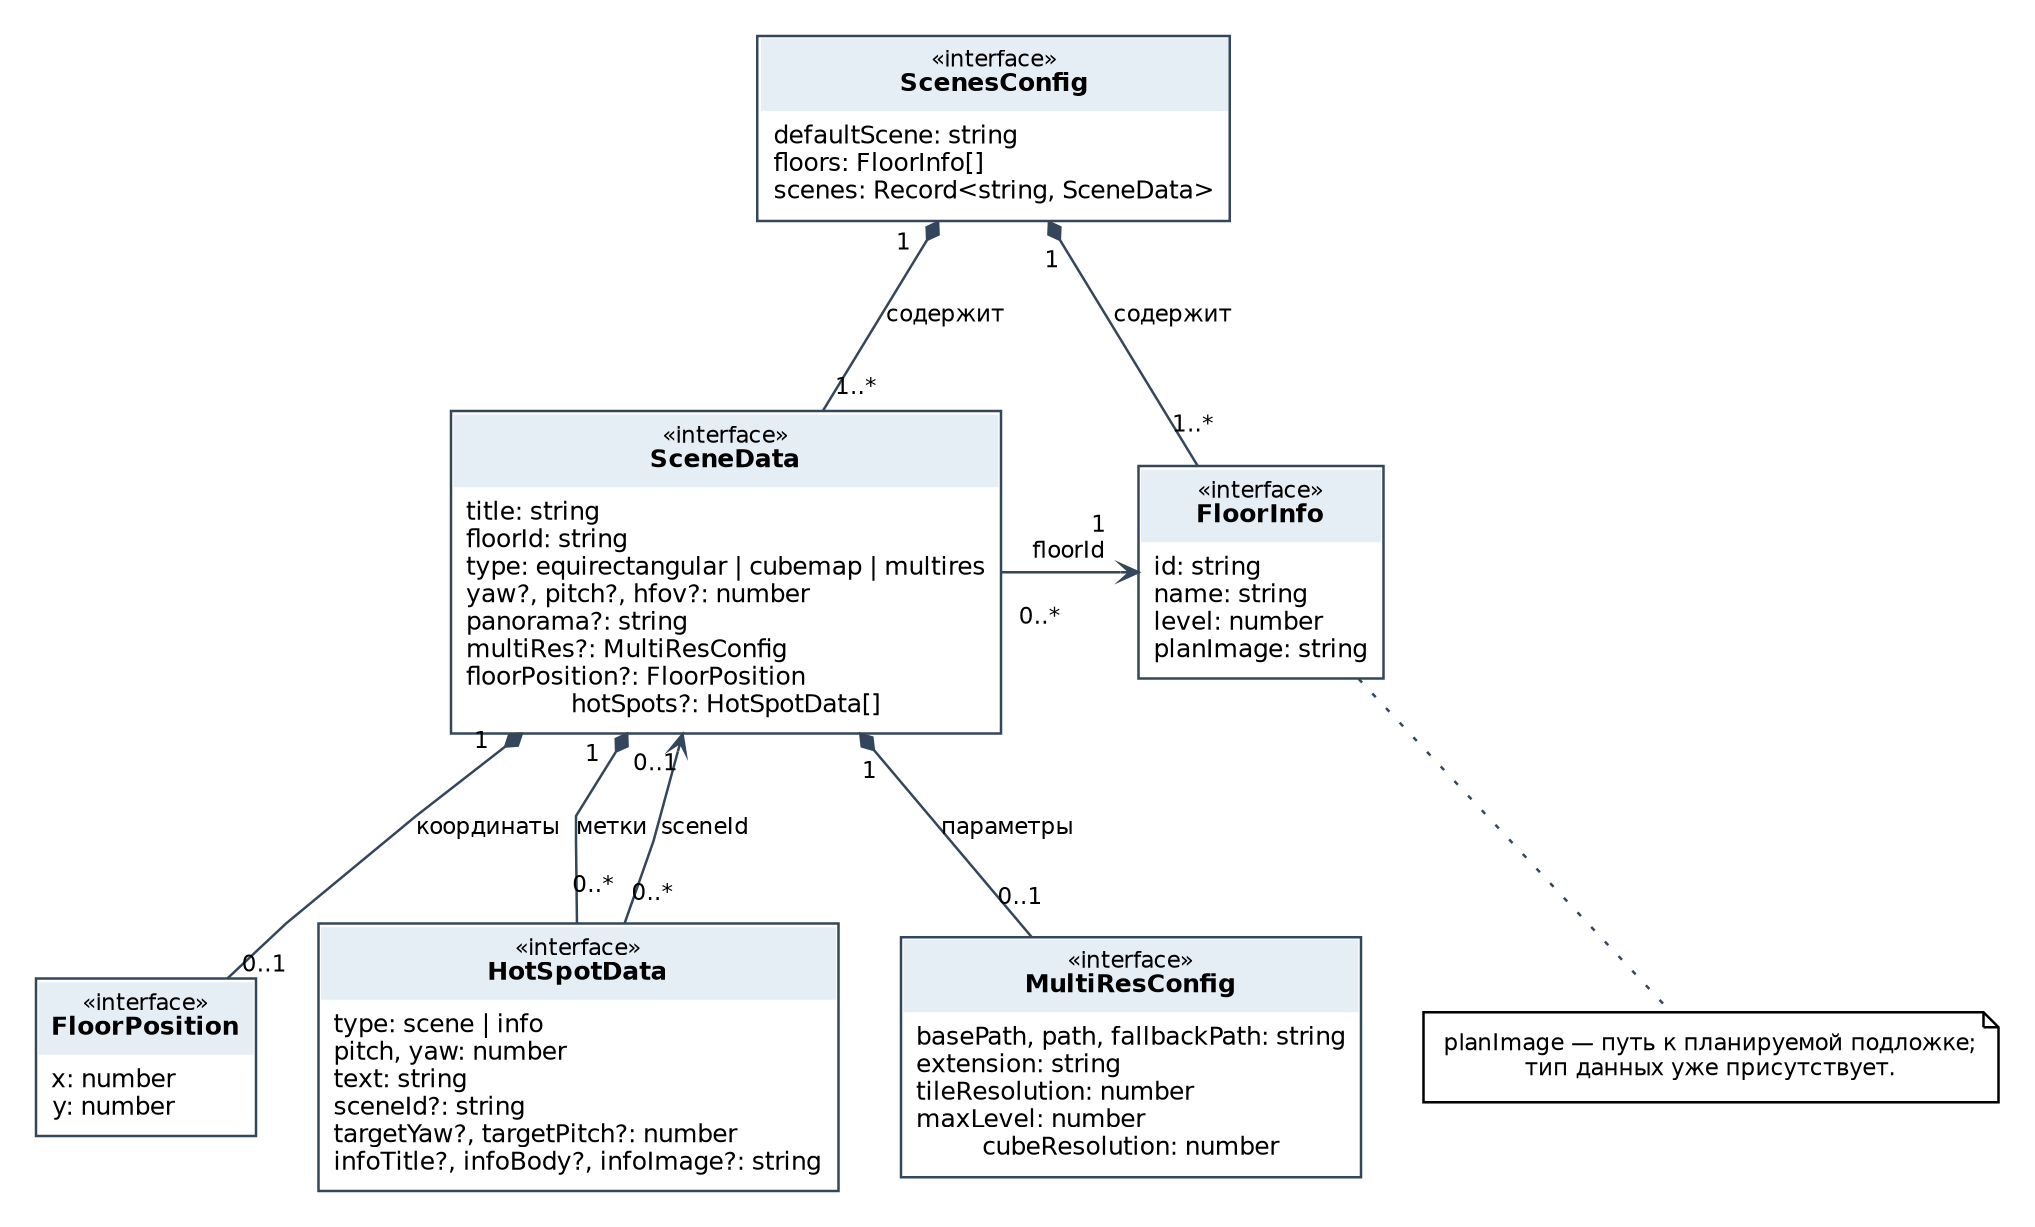 «interface»
ScenesConfig
defaultScene: string
floors: FloorInfo[]
scenes: Record<string, SceneData>
1
1
содержит
содержит
1..*
1..*
«interface»
SceneData
title: string
floorId: string
type: equirectangular | cubemap | multires
yaw?, pitch?, hfov?: number
panorama?: string
multiRes?: MultiResConfig
floorPosition?: FloorPosition
hotSpots?: HotSpotData[]
1
floorId
0..*
«interface»
FloorInfo
id: string
name: string
level: number
planImage: string
1
1
0..1
1
координаты
метки
sceneId
параметры
0..1
0..*
0..*
0..1
«interface»
FloorPosition
x: number
y: number
«interface»
HotSpotData
type: scene | info
pitch, yaw: number
text: string
sceneId?: string
targetYaw?, targetPitch?: number
infoTitle?, infoBody?, infoImage?: string
«interface»
MultiResConfig
basePath, path, fallbackPath: string
extension: string
tileResolution: number
maxLevel: number
cubeResolution: number
planImage — путь к планируемой подложке;
тип данных уже присутствует.